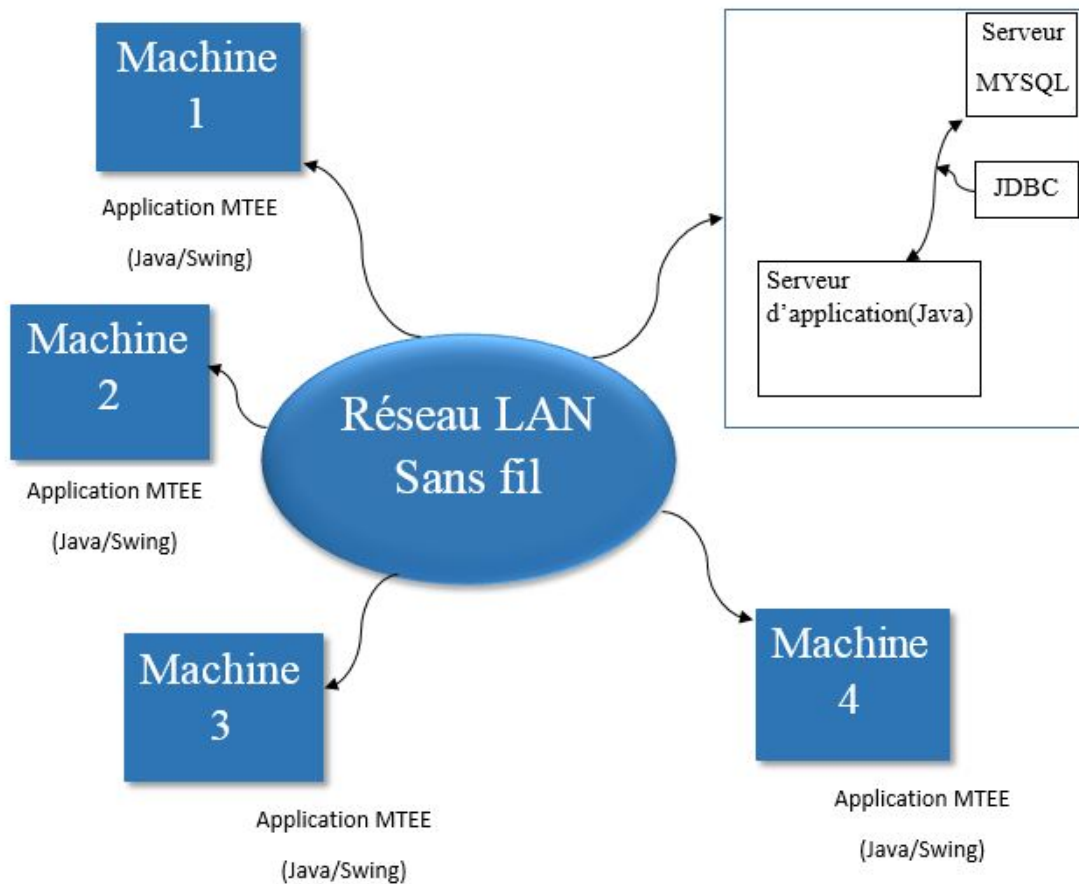 Machine
1
Application MTEE
(Java/Swing)
Serveur
MYSQL
JDBC
Serveur
d'application(Java)
Machine
2
Application MTEE
(Java/Swing)
Réseau LAN
Sans fil
Machine
3
Application MTEE
(Java/Swing)
Machine
4
Application MTEE
(Java/Swing)